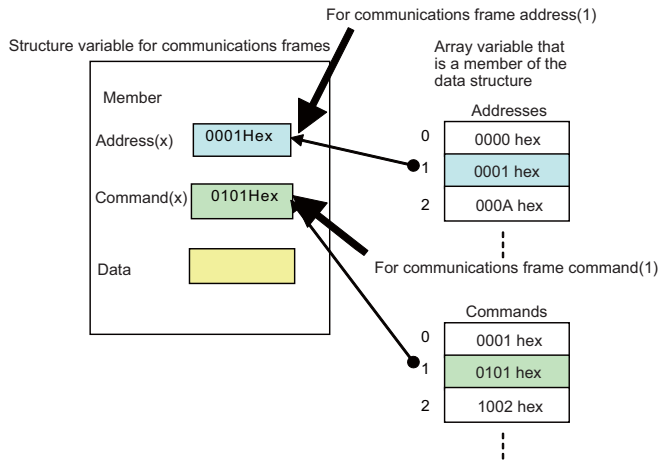 For communications frame address(1)
Structure variable for communications frames
Array variable that
is a member of the
data structure
Member
Address(x)
0001Hex
Command(x)
0101Hex
Data
Addresses
0
0000 hex
1
0001 hex
2
000A hex
For communications frame command(1)
Commands
0
0001 hex
1
0101 hex
2
1002 hex